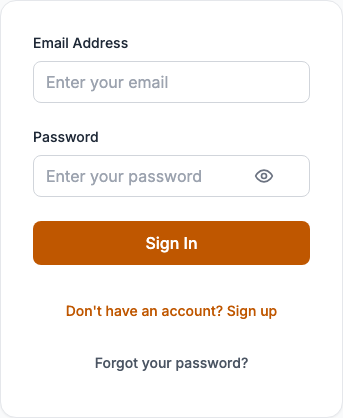 Email Address
Enter your email
Password
Enter your password
Sign In
Don't have an account? Sign up
Forgot your password?